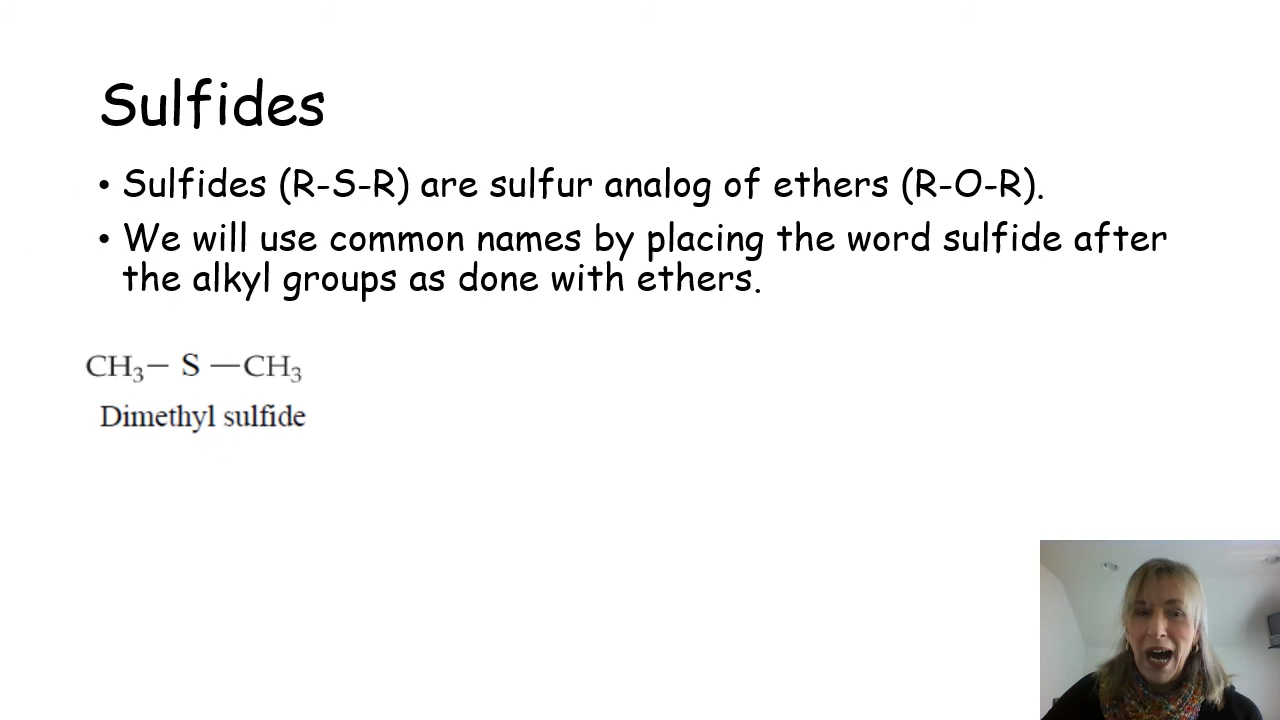 Sulfides
• Sulfides (R-S-R) are sulfur analog of ethers (R-O-R).
• We will use common names by placing the word sulfide after
the alkyl groups as done with ethers.
CH₃— S —CH₃
Dimethyl sulfide